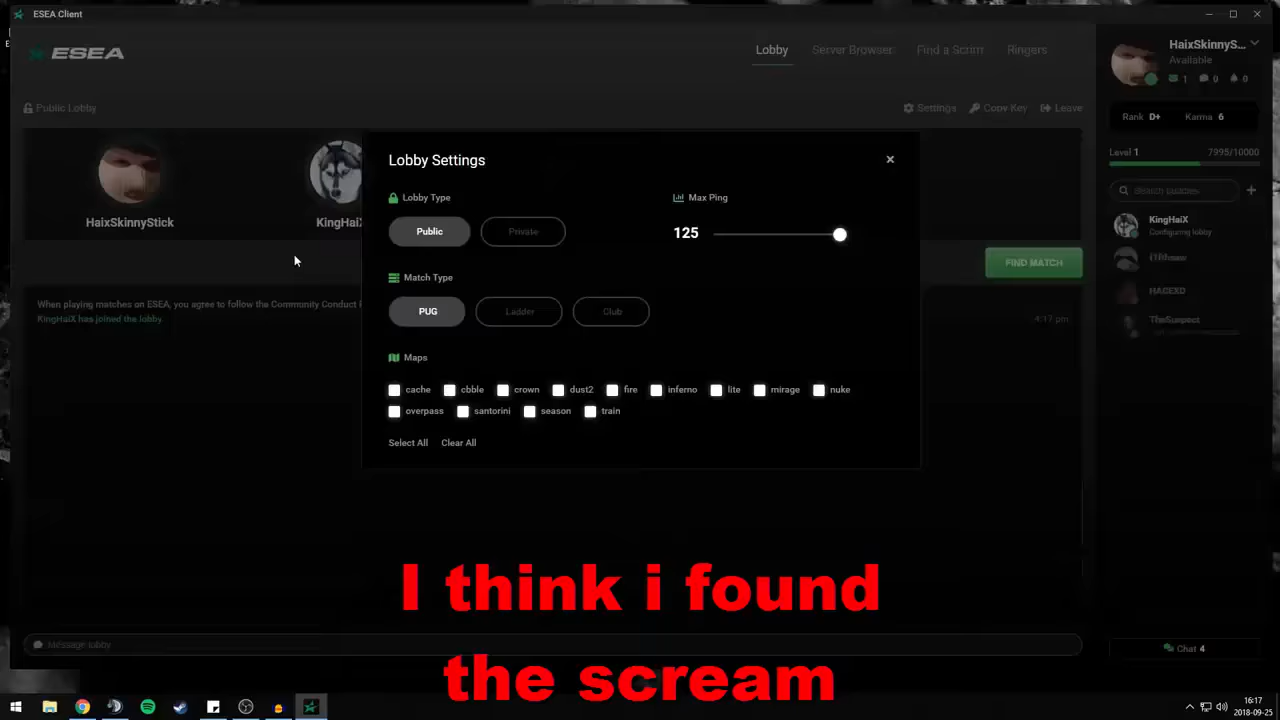 ESEA Client
ESEA
Lobby Server Browser Find a Scrim Ringers
HaixSkinnyS...
Available
1 0 0
Public Lobby
Settings Copy Key Leave
Rank D+ Karma 6
Level 1 7995/10000
HaixSkinnyStick
KingHaiX
Lobby Settings
Lobby Type
Public Private
Max Ping
125
Match Type
PUG Ladder Club
Maps
cache cbble crown dust2 fire inferno lite mirage nuke
overpass santorini season train
Select All Clear All
KingHaiX
Configuring lobby
HAGEXD
TheSuspect
FIND MATCH
When playing matches on ESEA, you agree to follow the Community Conduct
KingHaiX has joined the lobby.
4:17 pm
I think i found
the scream
Message lobby
Chat 4
16:17
2018-09-25